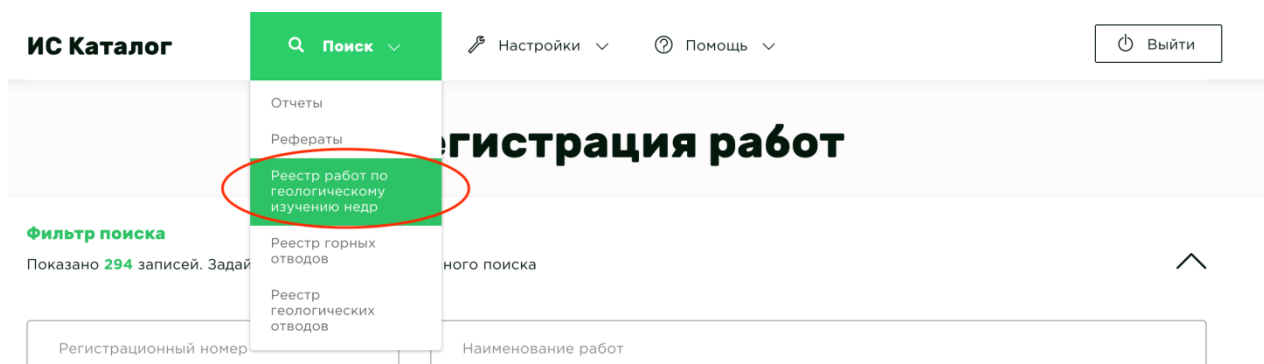 ИС Каталог
Поиск
Настройки
Помощь
Выйти
Отчеты
Рефераты
Реестр работ по
геологическому
изучению недр
Реестр горных
отводов
Реестр
геологических
отводов
егистрация работ
Фильтр поиска
Показано 294 записей. Задай
ного поиска
Регистрационный номер
Наименование работ